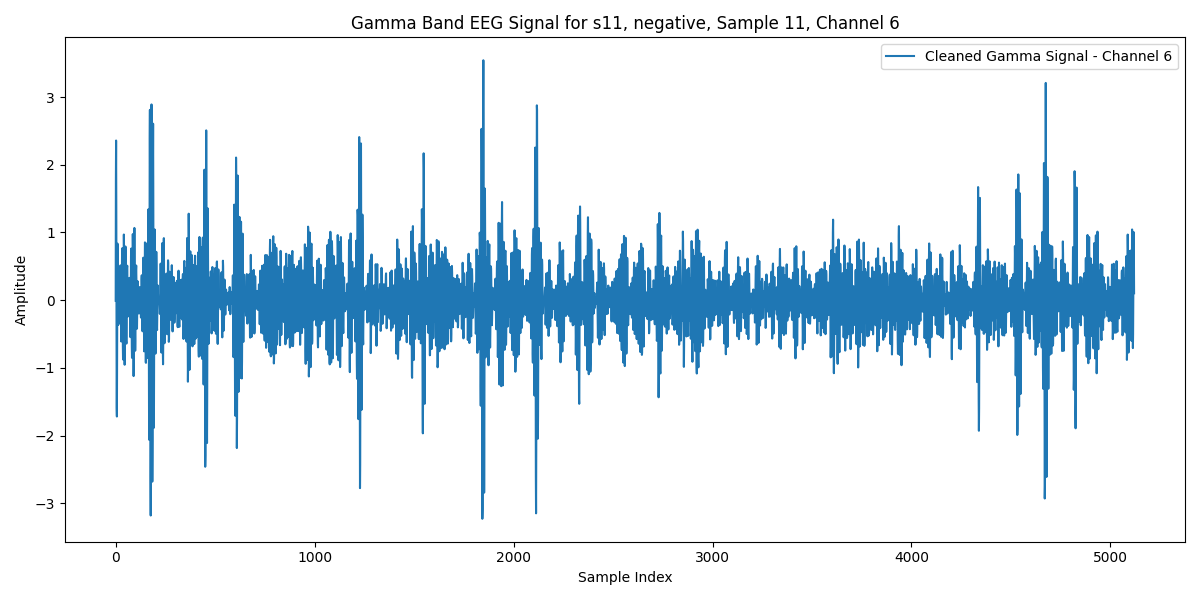 Gamma Band EEG Signal for s11, negative, Sample 11, Channel 6
Cleaned Gamma Signal - Channel 6
Amplitude
3
2
1
0
−1
−2
−3
0 1000 2000 3000 4000 5000
Sample Index